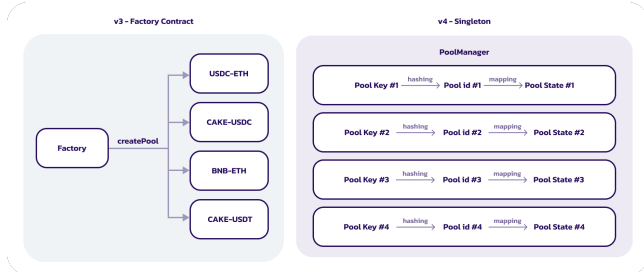 v3 - Factory Contract
Factory
createPool
USDC-ETH
CAKE-USDC
BNB-ETH
CAKE-USDT
v4 - Singleton
PoolManager
Pool Key #1 hashing Pool id #1 mapping Pool State #1
Pool Key #2 hashing Pool id #2 mapping Pool State #2
Pool Key #3 hashing Pool id #3 mapping Pool State #3
Pool Key #4 hashing Pool id #4 mapping Pool State #4